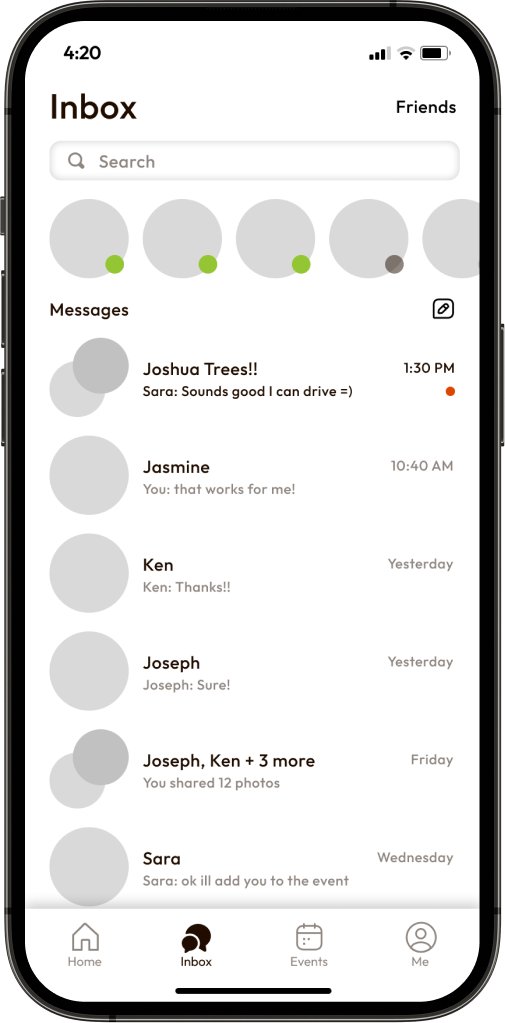 4:20
Inbox
Friends
Search
Messages
Joshua Trees!!
1:30 PM
Sara: Sounds good I can drive =)
Jasmine
10:40 AM
You: that works for me!
Ken
Yesterday
Ken: Thanks!!
Joseph
Yesterday
Joseph: Sure!
Joseph, Ken + 3 more
Friday
You shared 12 photos
Sara
Wednesday
Sara: ok ill add you to the event
Home
Inbox
Events
Me